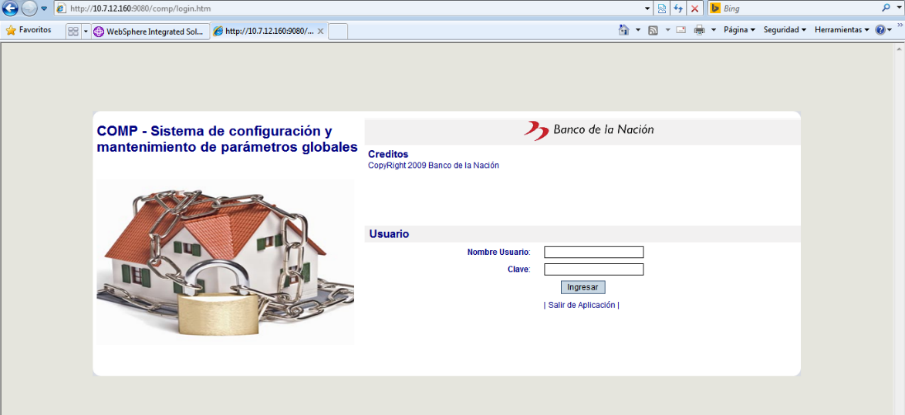 http://10.7.12.160:9080/comp/login.htm
Bing
Favoritos
WebSphere Integrated Sol...
http://10.7.12.160:9080/...
Página
Seguridad
Herramientas
COMP - Sistema de configuración y
mantenimiento de parámetros globales
Banco de la Nación
Creditos
CopyRight 2009 Banco de la Nación
Usuario
Nombre Usuario:
Clave:
Ingresar
| Salir de Aplicación |